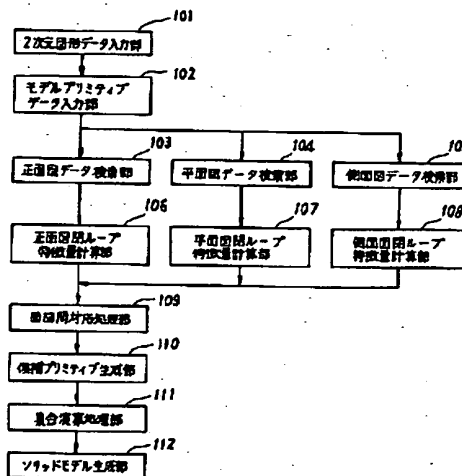 101
2次元図形データ入力部
102
モデルプリミティブ
データ入力部
103
104
10
正面図データ検索部
平面図データ検索部
側面図データ検索部
106
107
108
正面図閉ループ
特徴量計算部
平面図閉ループ
特徴量計算部
側面図閉ループ
特徴量計算部
109
面図間対応処理部
110
候補プリミティブ生成部
111
集合演算処理部
112
ソリッドモデル生成部